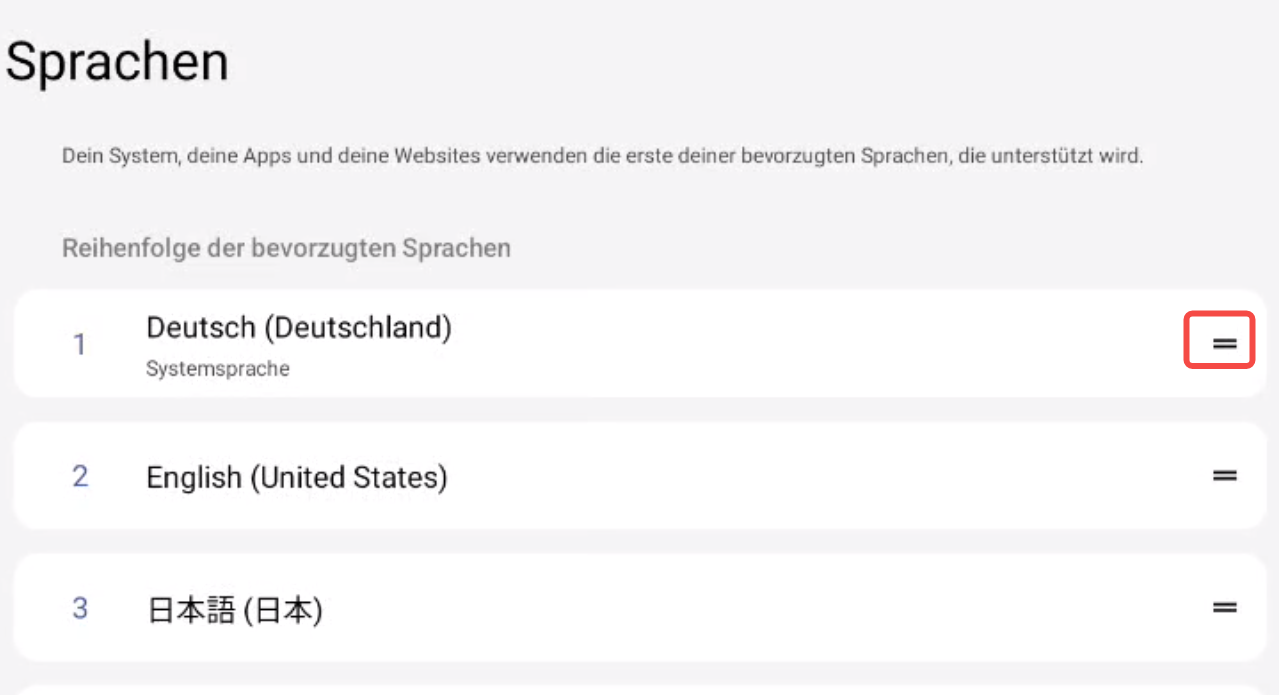 Sprachen
Dein System, deine Apps und deine Websites verwenden die erste deiner bevorzugten Sprachen, die unterstützt wird.
Reihenfolge der bevorzugten Sprachen
1
Deutsch (Deutschland)
Systemsprache
2
English (United States)
3
日本語 (日本)